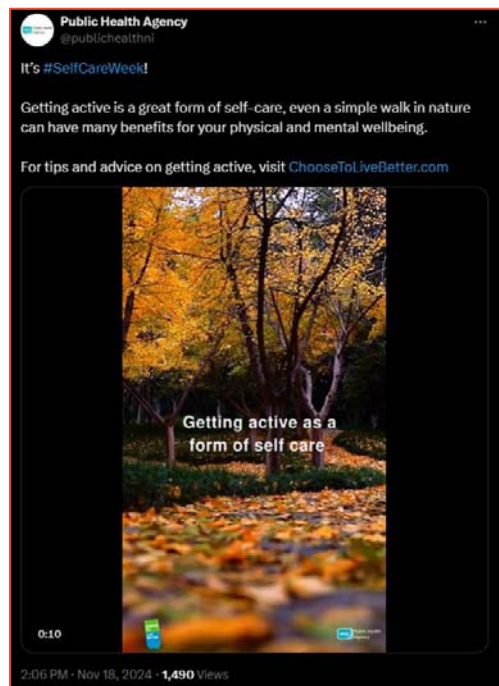 Public Health Agency
@publichealthni
It's #SelfCareWeek!
Getting active is a great form of self-care, even a simple walk in nature
can have many benefits for your physical and mental wellbeing.
For tips and advice on getting active, visit ChooseToLiveBetter.com
Getting active as a
form of self care
0:10
Public Health
Agency
2:06 PM · Nov 18, 2024 · 1,490 Views